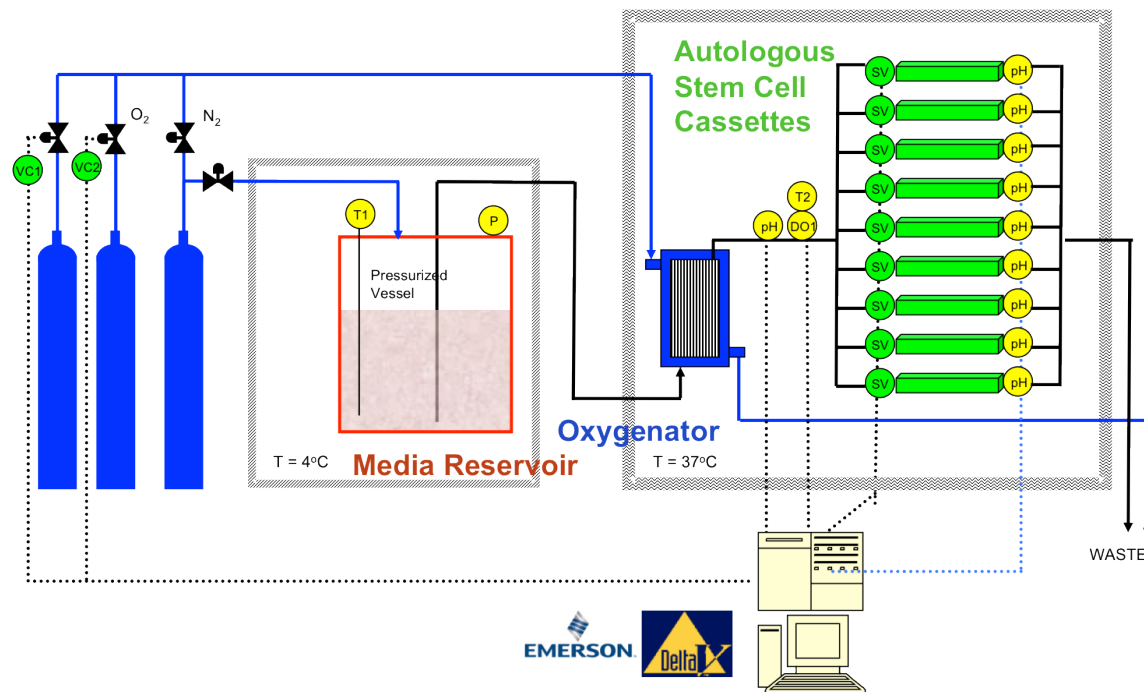 Autologous
Stem Cell
Cassettes
O2
N2
VC1
VC2
T1
P
Pressurized
Vessel
T = 4oC
Media Reservoir
Oxygenator
T = 37oC
pH
T2
DO1
SV
pH
SV
pH
SV
pH
SV
pH
SV
pH
SV
pH
SV
pH
SV
pH
SV
pH
WASTE
EMERSON.
DeltaV